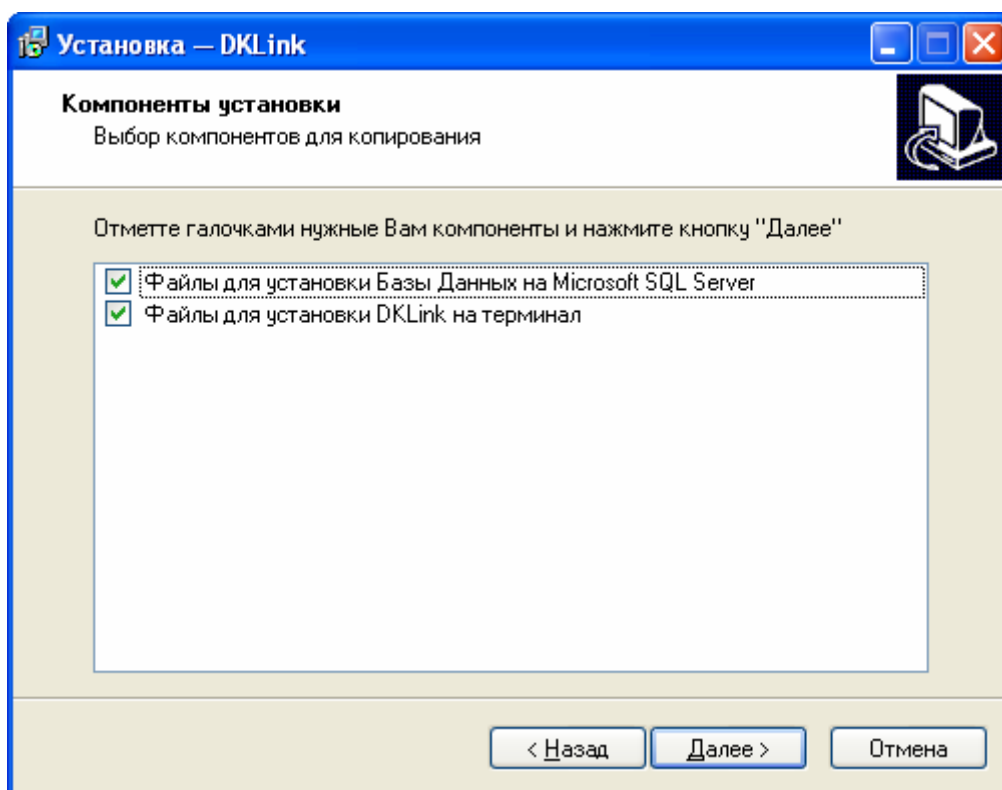 Установка — DKLink
Компоненты установки
Выбор компонентов для копирования
Отметте галочками нужные Вам компоненты и нажмите кнопку "Далее"
Файлы для установки Базы Данных на Microsoft SQL Server
Файлы для установки DKLink на терминал
< Назад Далее > Отмена